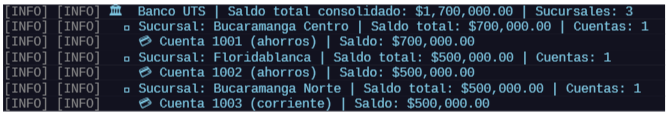 [INFO] [INFO] 🏛 Banco UTS | Saldo total consolidado: $1,700,000.00 | Sucursales: 3
[INFO] [INFO] ▯ Sucursal: Bucaramanga Centro | Saldo total: $700,000.00 | Cuentas: 1
[INFO] [INFO] 💳 Cuenta 1001 (ahorros) | Saldo: $700,000.00
[INFO] [INFO] ▯ Sucursal: Floridablanca | Saldo total: $500,000.00 | Cuentas: 1
[INFO] [INFO] 💳 Cuenta 1002 (ahorros) | Saldo: $500,000.00
[INFO] [INFO] ▯ Sucursal: Bucaramanga Norte | Saldo total: $500,000.00 | Cuentas: 1
[INFO] [INFO] 💳 Cuenta 1003 (corriente) | Saldo: $500,000.00